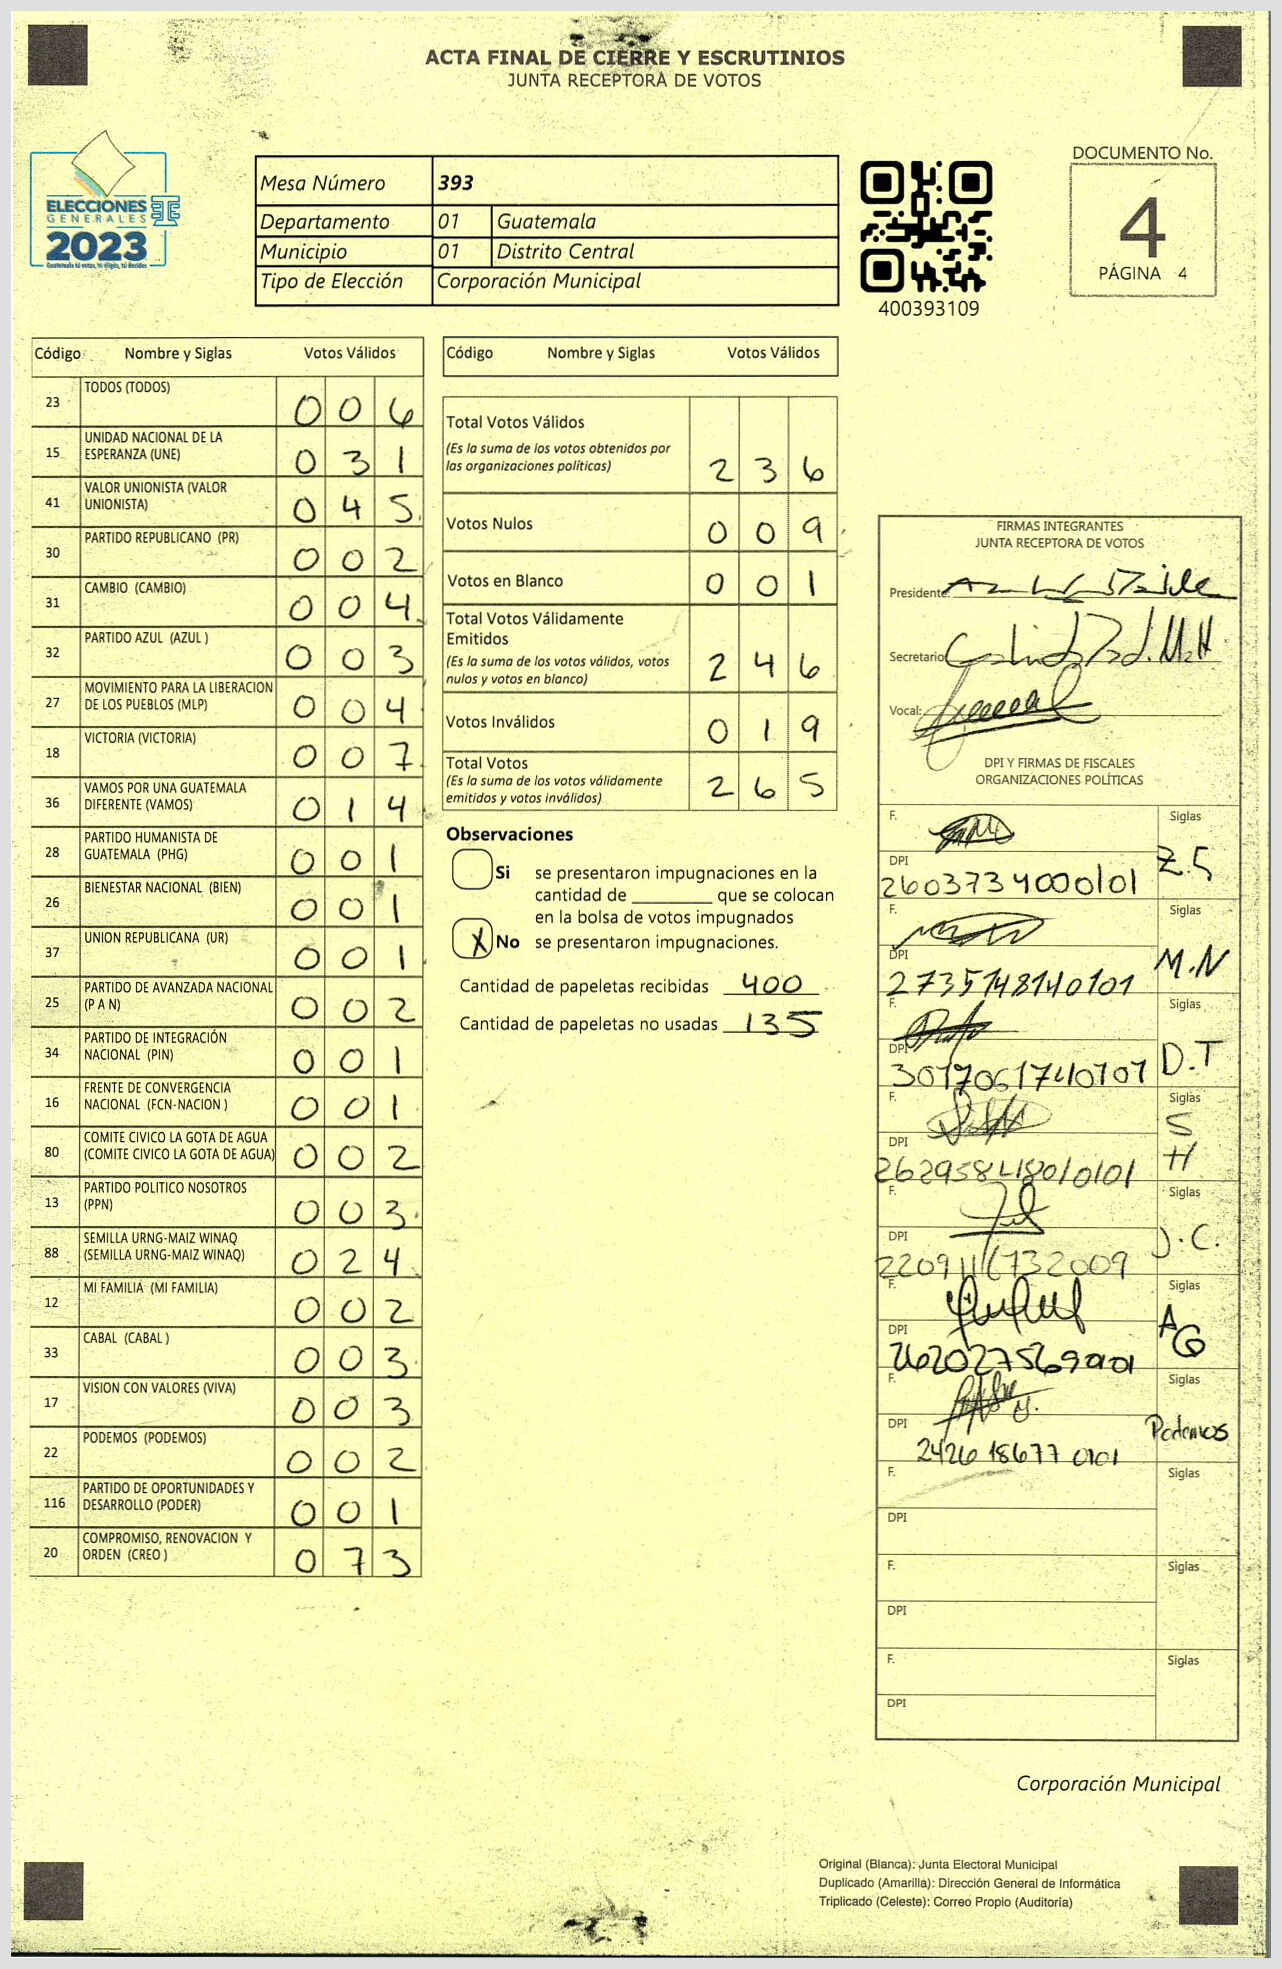 ACTA FINAL DE CIERRE Y ESCRUTINIOS
JUNTA RECEPTORA DE VOTOS
ELECCIONES
GENERALES
2023
Mesa Número 393
Departamento 01 Guatemala
Municipio 01 Distrito Central
Tipo de Elección Corporación Municipal
400393109
DOCUMENTO No.
4
PÁGINA 4
Código Nombre y Siglas Votos Válidos
23 TODOS (TODOS) 0 0 6
15 UNIDAD NACIONAL DE LA
ESPERANZA (UNE) 0 3 1
41 VALOR UNIONISTA (VALOR
UNIONISTA) 0 4 5
30 PARTIDO REPUBLICANO (PR) 0 0 2
31 CAMBIO (CAMBIO) 0 0 4
32 PARTIDO AZUL (AZUL ) 0 0 3
27 MOVIMIENTO PARA LA LIBERACION
DE LOS PUEBLOS (MLP) 0 0 4
18 VICTORIA (VICTORIA) 0 0 7
36 VAMOS POR UNA GUATEMALA
DIFERENTE (VAMOS) 0 1 4
28 PARTIDO HUMANISTA DE
GUATEMALA (PHG) 0 0 1
26 BIENESTAR NACIONAL (BIEN) 0 0 1
37 UNION REPUBLICANA (UR) 0 0 1
25 PARTIDO DE AVANZADA NACIONAL
(P A N) 0 0 2
34 PARTIDO DE INTEGRACIÓN
NACIONAL (PIN) 0 0 1
16 FRENTE DE CONVERGENCIA
NACIONAL (FCN-NACION ) 0 0 1
80 COMITE CIVICO LA GOTA DE AGUA
(COMITE CIVICO LA GOTA DE AGUA) 0 0 2
13 PARTIDO POLITICO NOSOTROS
(PPN) 0 0 3
88 SEMILLA URNG-MAIZ WINAQ
(SEMILLA URNG-MAIZ WINAQ) 0 2 4
12 MI FAMILIA (MI FAMILIA) 0 0 2
33 CABAL (CABAL ) 0 0 3
17 VISION CON VALORES (VIVA) 0 0 3
22 PODEMOS (PODEMOS) 0 0 2
116 PARTIDO DE OPORTUNIDADES Y
DESARROLLO (PODER) 0 0 1
20 COMPROMISO, RENOVACION Y
ORDEN (CREO ) 0 7 3
Código Nombre y Siglas Votos Válidos
Total Votos Válidos
(Es la suma de los votos obtenidos por
las organizaciones políticas) 2 3 6
Votos Nulos 0 0 9
Votos en Blanco 0 0 1
Total Votos Válidamente
Emitidos
(Es la suma de los votos válidos, votos
nulos y votos en blanco) 2 4 6
Votos Inválidos 0 1 9
Total Votos
(Es la suma de los votos válidamente
emitidos y votos inválidos) 2 6 5
Observaciones
Si se presentaron impugnaciones en la
cantidad de ________ que se colocan
en la bolsa de votos impugnados
X No se presentaron impugnaciones.
Cantidad de papeletas recibidas 400
Cantidad de papeletas no usadas 135
FIRMAS INTEGRANTES
JUNTA RECEPTORA DE VOTOS
Presidente:
Secretario
Vocal:
DPI Y FIRMAS DE FISCALES
ORGANIZACIONES POLÍTICAS
F. Siglas
DPI Z.5
2603734000101
F. Siglas
DPI M.N
2735148140101
F. Siglas
DPI D.T
3017061740101
F. Siglas
DPI S H
F. Siglas
DPI J.C.
F. Siglas
DPI AG
2620275690101
F. Siglas
DPI Podemos
2426 18677 0101
F. Siglas
DPI
F. Siglas
DPI
F. Siglas
DPI
Corporación Municipal
Original (Blanca): Junta Electoral Municipal
Duplicado (Amarilla): Dirección General de Informática
Triplicado (Celeste): Correo Propio (Auditoría)